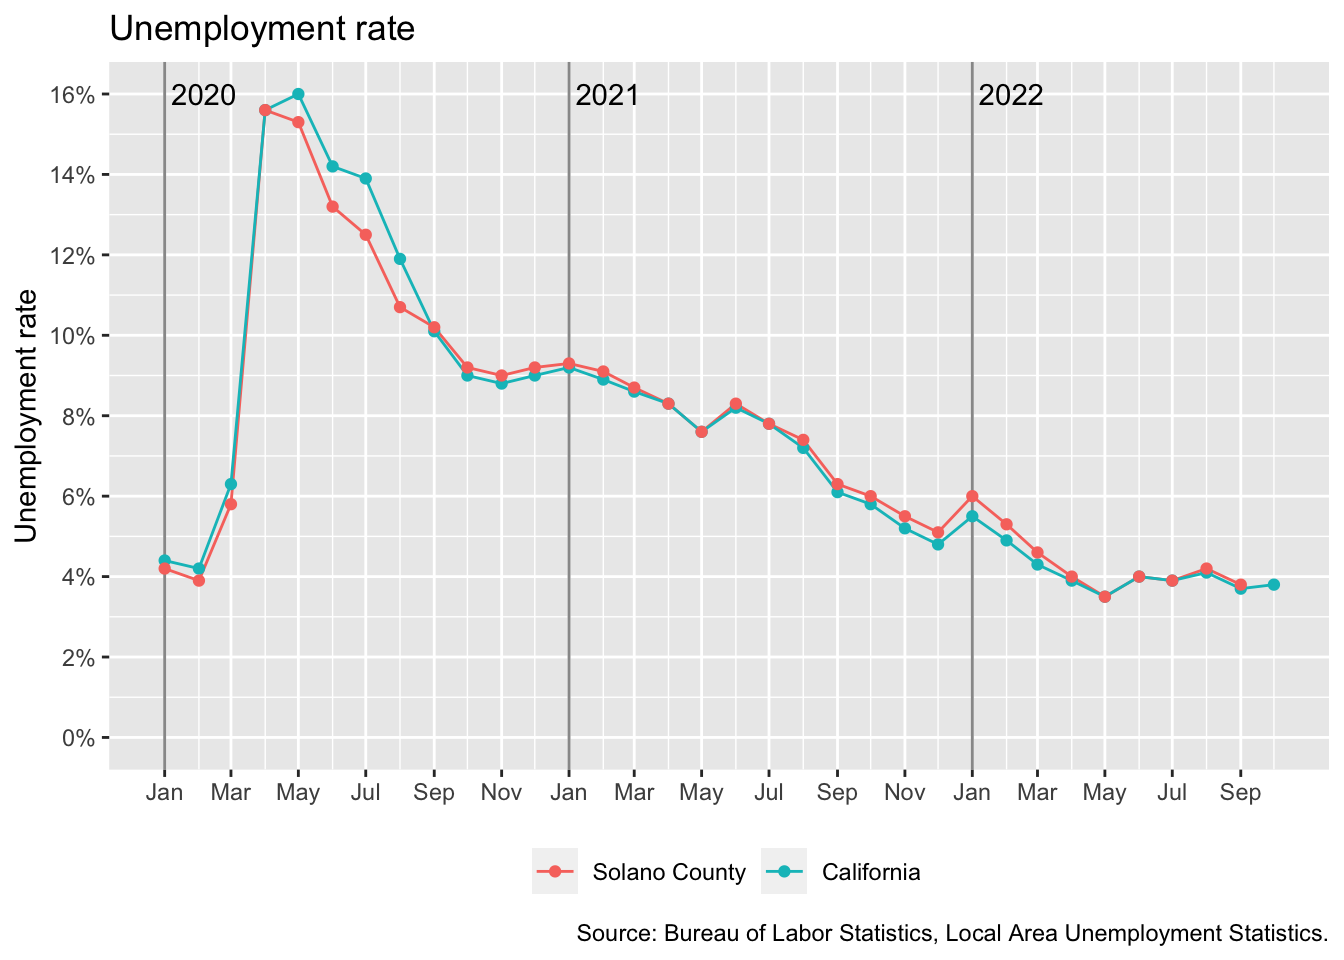 Unemployment rate
2020 2021 2022
16%
14%
12%
10%
8%
6%
4%
2%
0%
Unemployment rate
Jan Mar May Jul Sep Nov Jan Mar May Jul Sep Nov Jan Mar May Jul Sep
Solano County California
Source: Bureau of Labor Statistics, Local Area Unemployment Statistics.